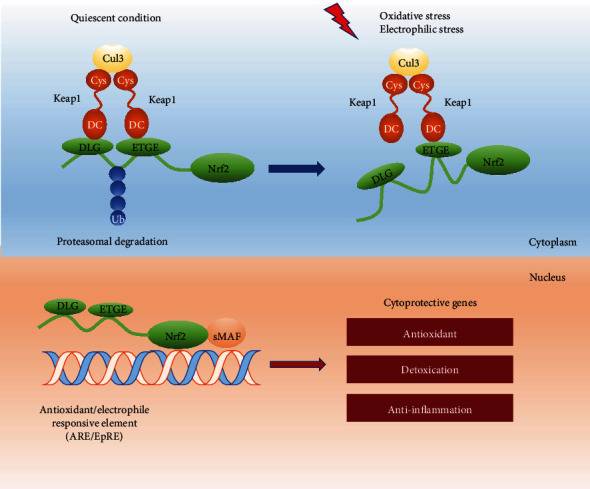 Quiescent condition
Cul3
Cys Cys
Keap1 Keap1
DC DC
DLG ETGE
Nrf2
Ub
Proteasomal degradation
Oxidative stress
Electrophilic stress
Cul3
Cys Cys
Keap1 Keap1
DC DC
ETGE
DLG
Nrf2
Cytoplasm
Nucleus
DLG ETGE
Nrf2 sMAF
Antioxidant/electrophile
responsive element
(ARE/EpRE)
Cytoprotective genes
Antioxidant
Detoxication
Anti-inflammation